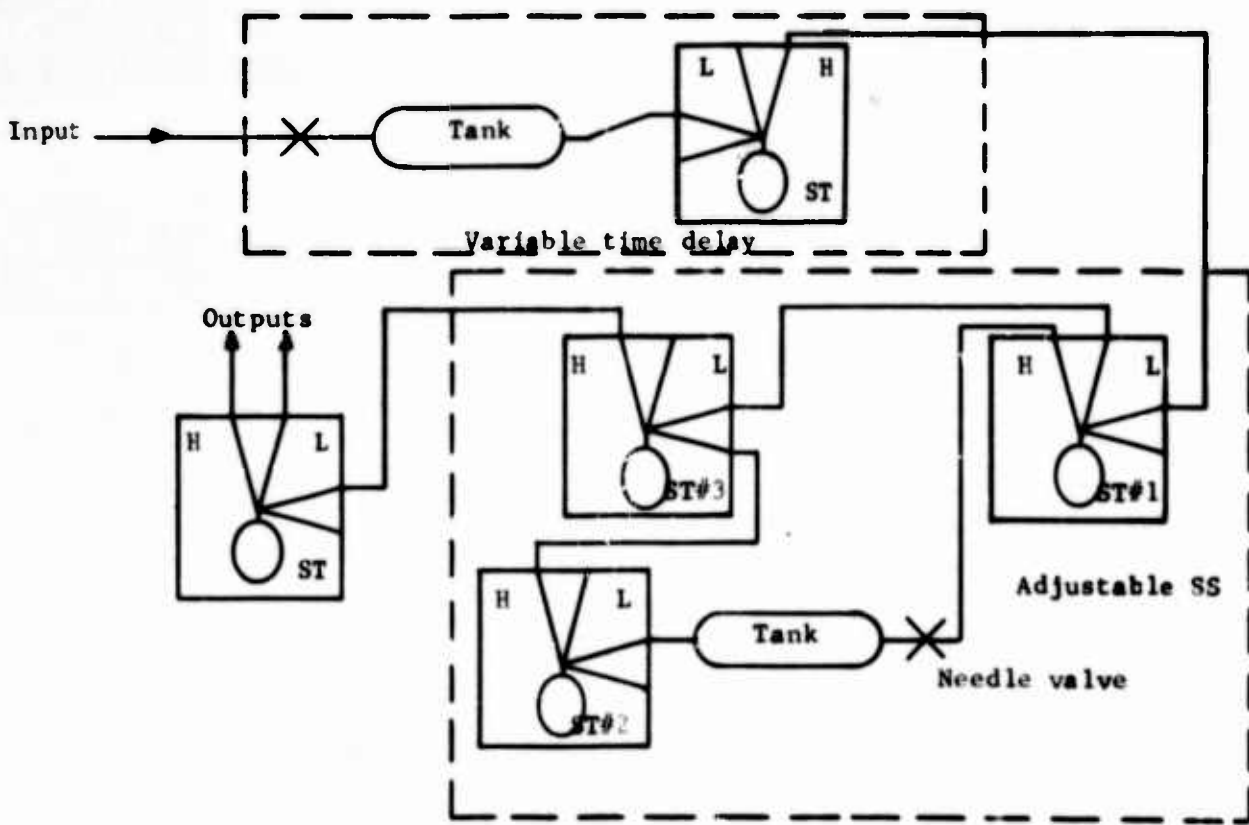 L H
Input
Tank
ST
Variable time delay
Outputs
H L
H L
H L
ST#3
ST#1
ST
H L
Adjustable SS
Tank
Needle valve
ST#2